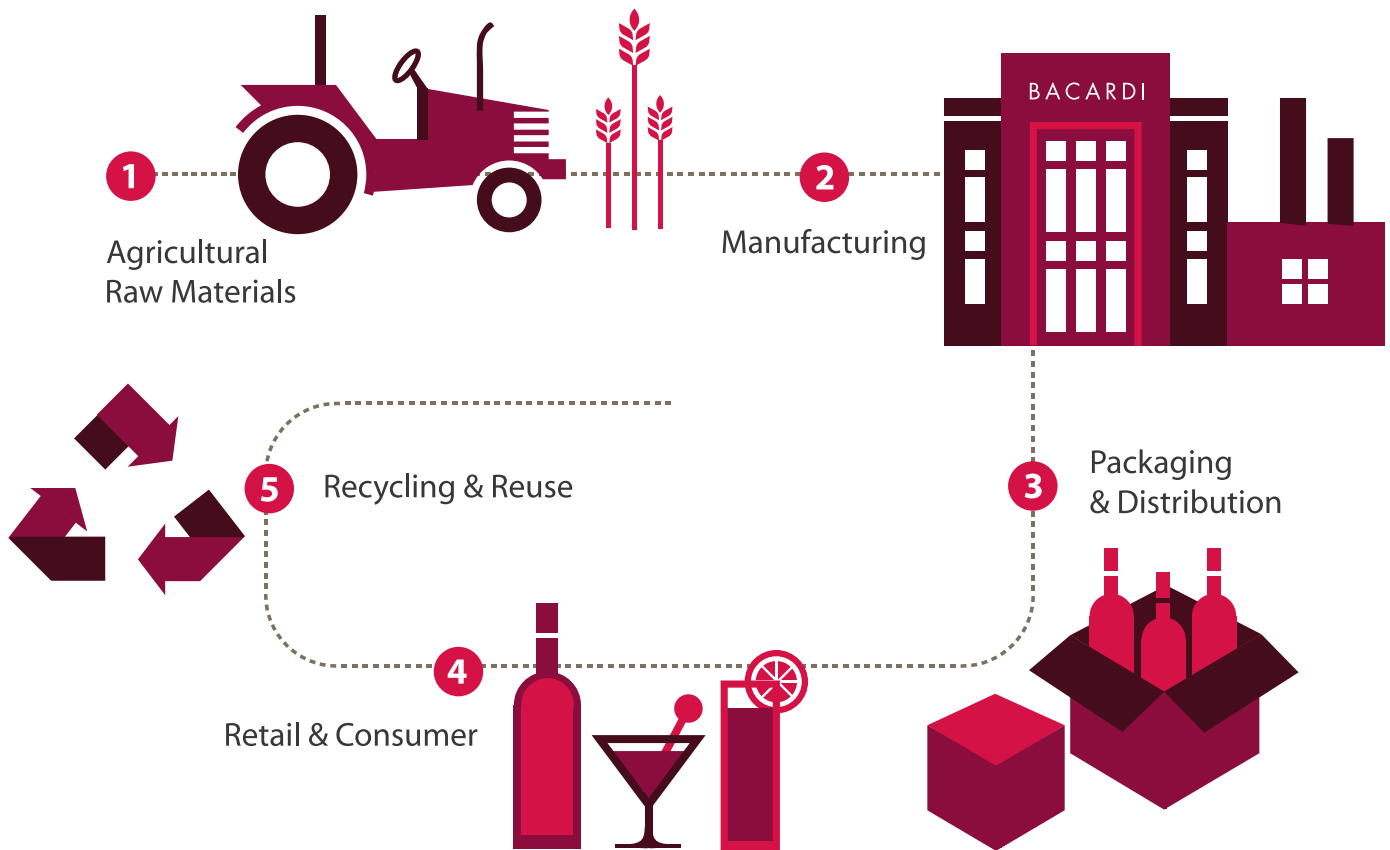 1
Agricultural
Raw Materials
2
Manufacturing
BACARDI
3
Packaging
& Distribution
4
Retail & Consumer
5
Recycling & Reuse